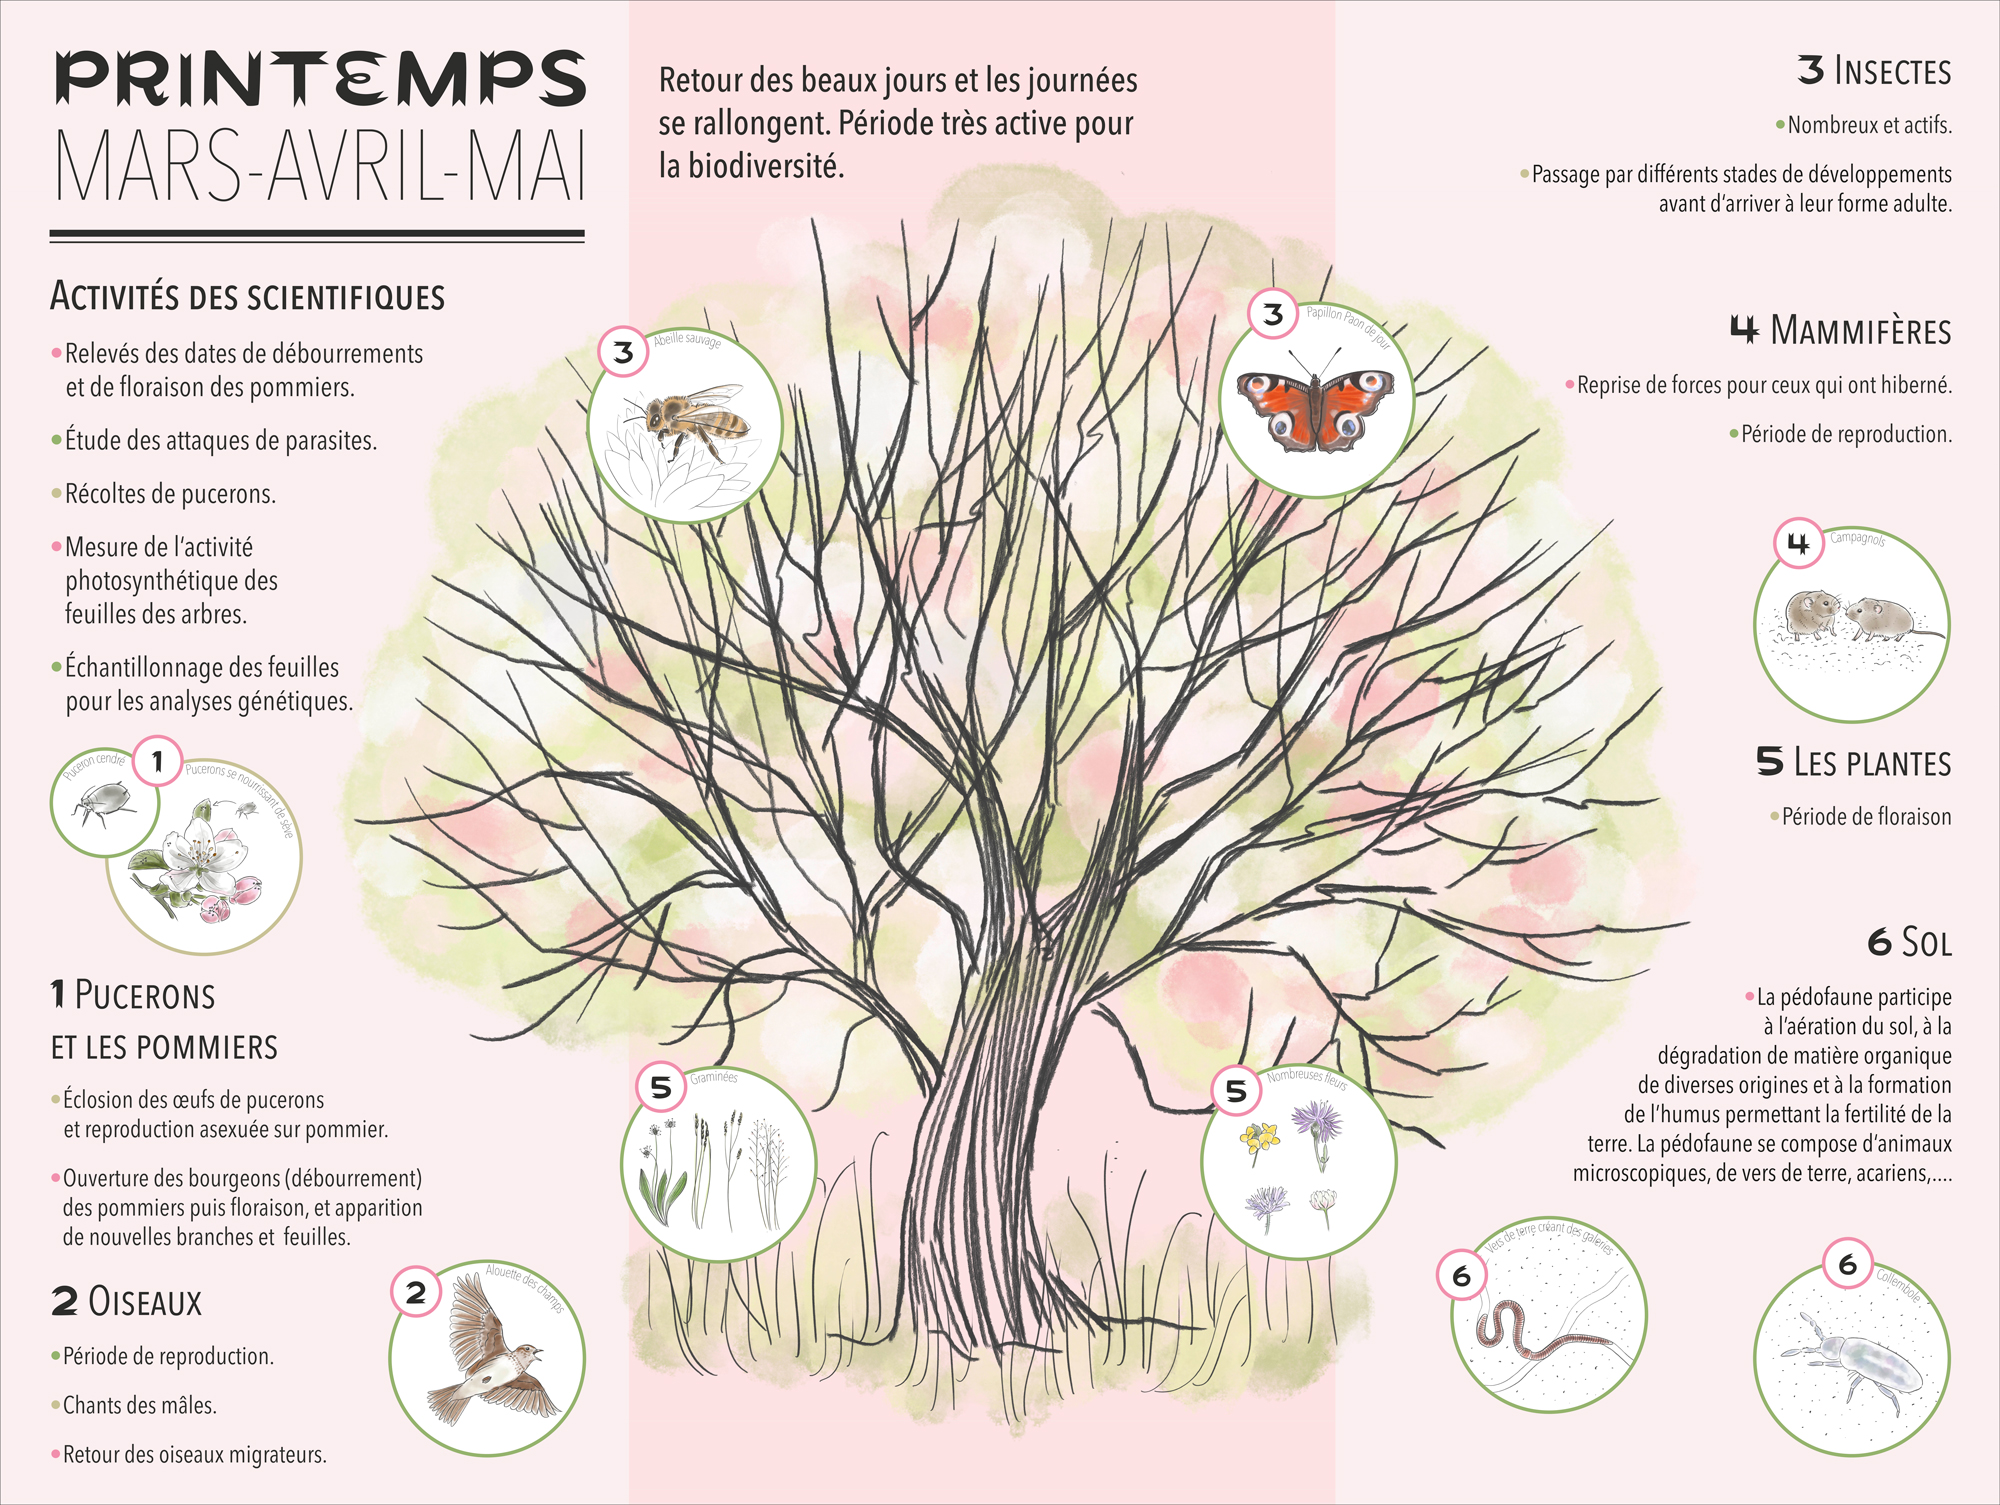 PRINTEMPS
MARS-AVRIL-MAI
Retour des beaux jours et les journées
se rallongent. Période très active pour
la biodiversité.
ACTIVITÉS DES SCIENTIFIQUES
•Relevés des dates de débourrements
et de floraison des pommiers.
•Étude des attaques de parasites.
•Récoltes de pucerons.
•Mesure de l'activité
photosynthétique des
feuilles des arbres.
•Échantillonnage des feuilles
pour les analyses génétiques.
Puceron cendré
1
Pucerons se nourrissant de sève
1 PUCERONS
ET LES POMMIERS
•Éclosion des œufs de pucerons
et reproduction asexuée sur pommier.
•Ouverture des bourgeons (débourrement)
des pommiers puis floraison, et apparition
de nouvelles branches et feuilles.
2 OISEAUX
•Période de reproduction.
•Chants des mâles.
•Retour des oiseaux migrateurs.
2
Alouette des champs
3
Abeille sauvage
3
Papillon Paon de jour
5
Graminées
5
Nombreuses fleurs
3 INSECTES
•Nombreux et actifs.
•Passage par différents stades de développements
avant d'arriver à leur forme adulte.
4 MAMMIFÈRES
•Reprise de forces pour ceux qui ont hiberné.
•Période de reproduction.
4
Campagnols
5 LES PLANTES
•Période de floraison
6 SOL
•La pédofaune participe
à l'aération du sol, à la
dégradation de matière organique
de diverses origines et à la formation
de l'humus permettant la fertilité de la
terre. La pédofaune se compose d'animaux
microscopiques, de vers de terre, acariens,....
6
Vers de terre créant des galeries
6
Collembole